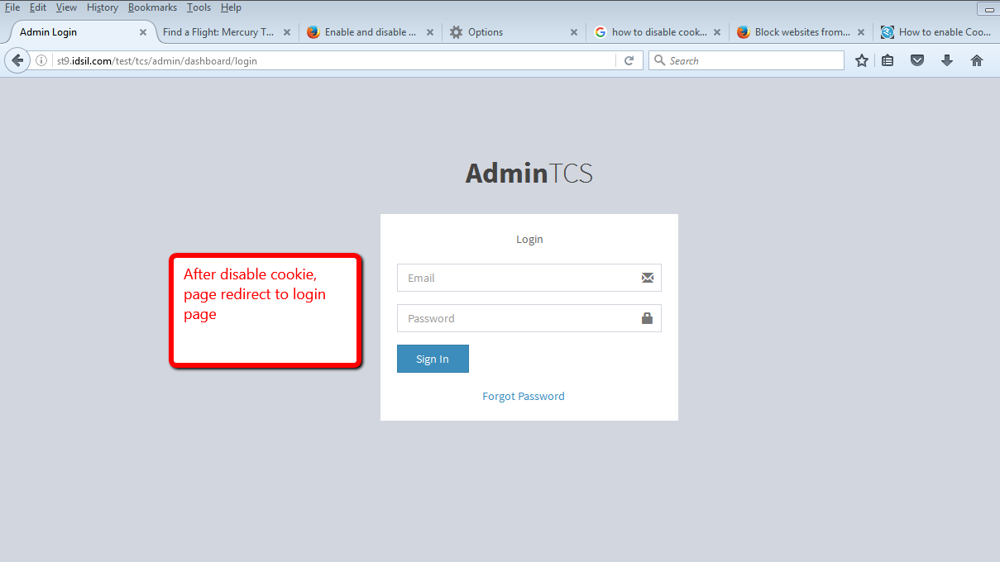 File Edit View History Bookmarks Tools Help
Admin Login Find a Flight: Mercury T... Enable and disable ... Options how to disable cook... Block websites from... How to enable Coo...
st9.idsil.com/test/tcs/admin/dashboard/login Search
AdminTCS
Login
Email
After disable cookie,
page redirect to login
page
Password
Sign In
Forgot Password